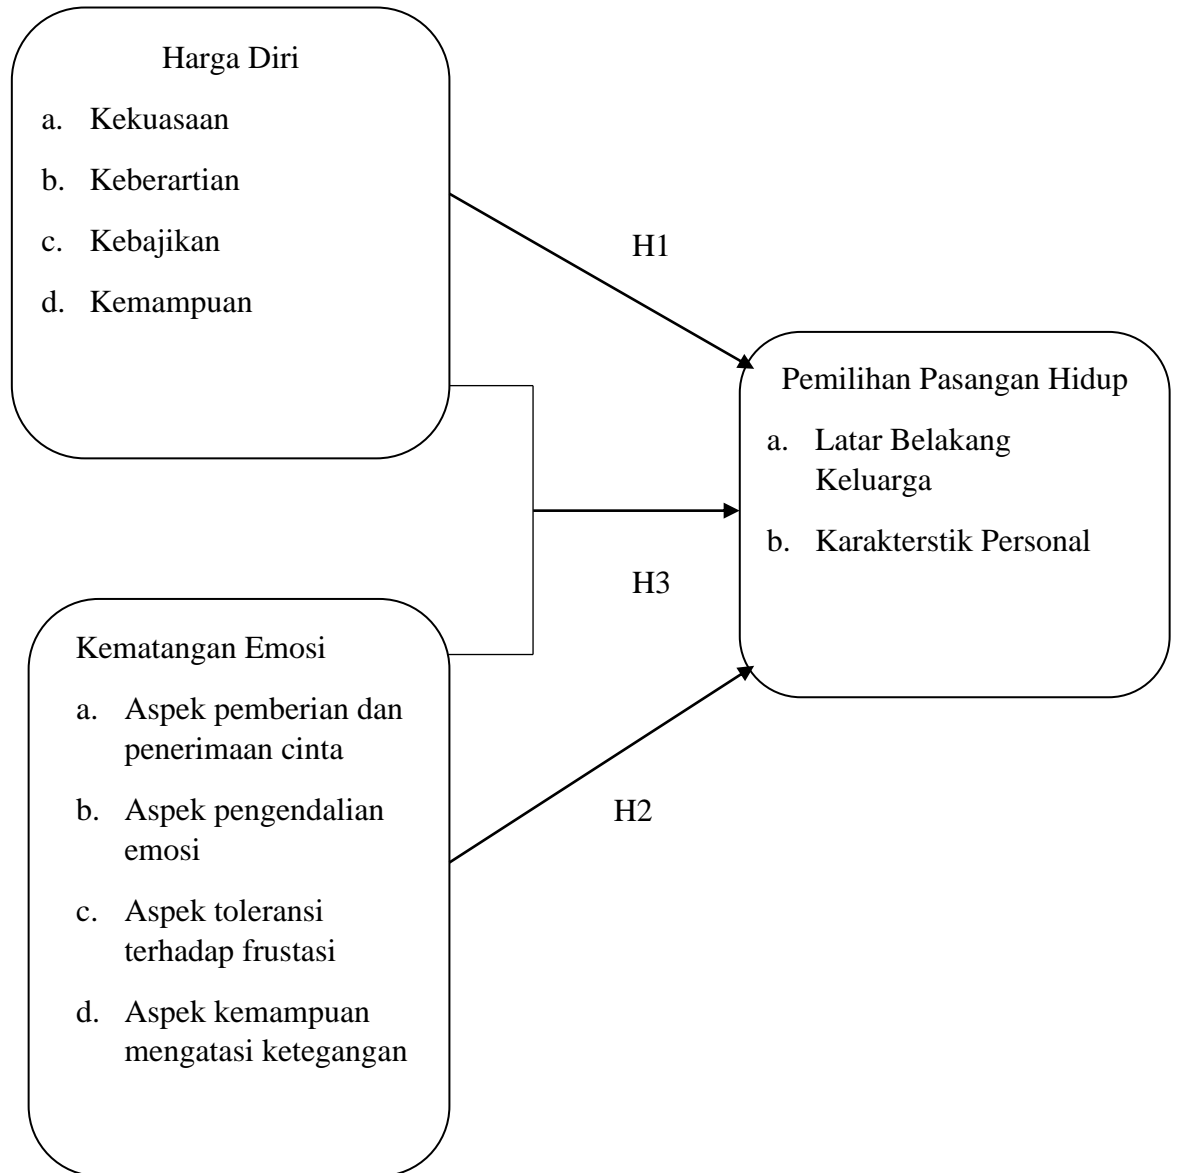 Harga Diri
a. Kekuasaan
b. Keberartian
c. Kebajikan
d. Kemampuan
H1
Pemilihan Pasangan Hidup
a. Latar Belakang
Keluarga
b. Karakterstik Personal
H3
Kematangan Emosi
a. Aspek pemberian dan
penerimaan cinta
b. Aspek pengendalian
emosi
c. Aspek toleransi
terhadap frustasi
d. Aspek kemampuan
mengatasi ketegangan
H2